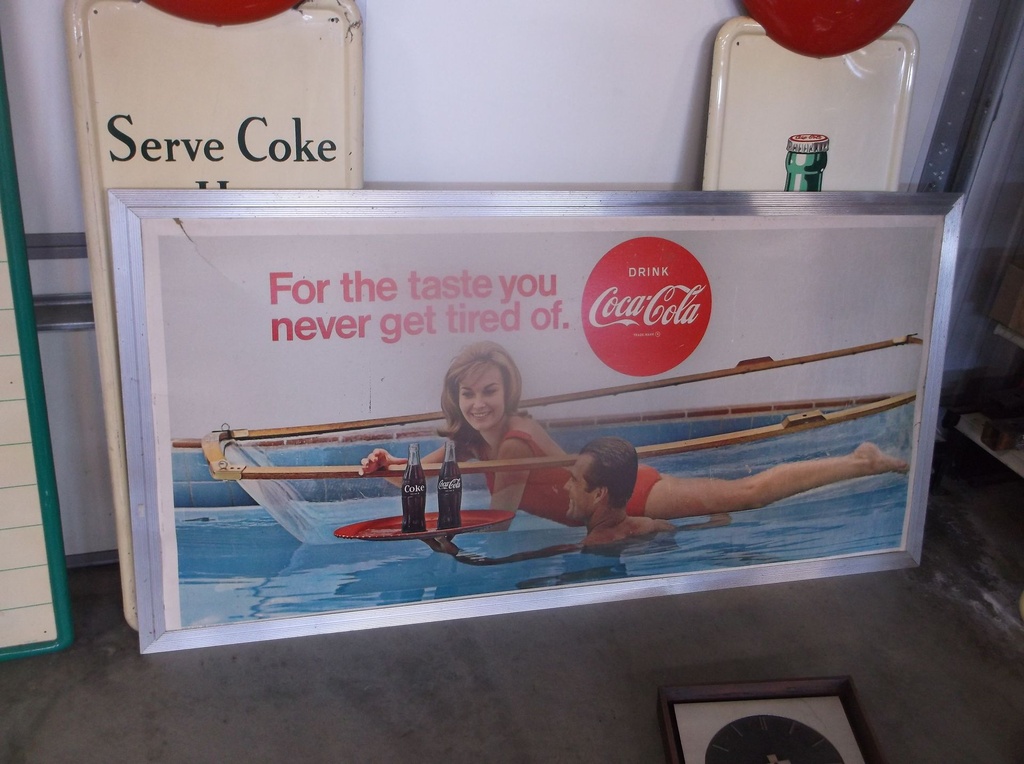 Serve Coke
For the taste you
never get tired of.
DRINK
Coca-Cola
Coke
Coca-Cola